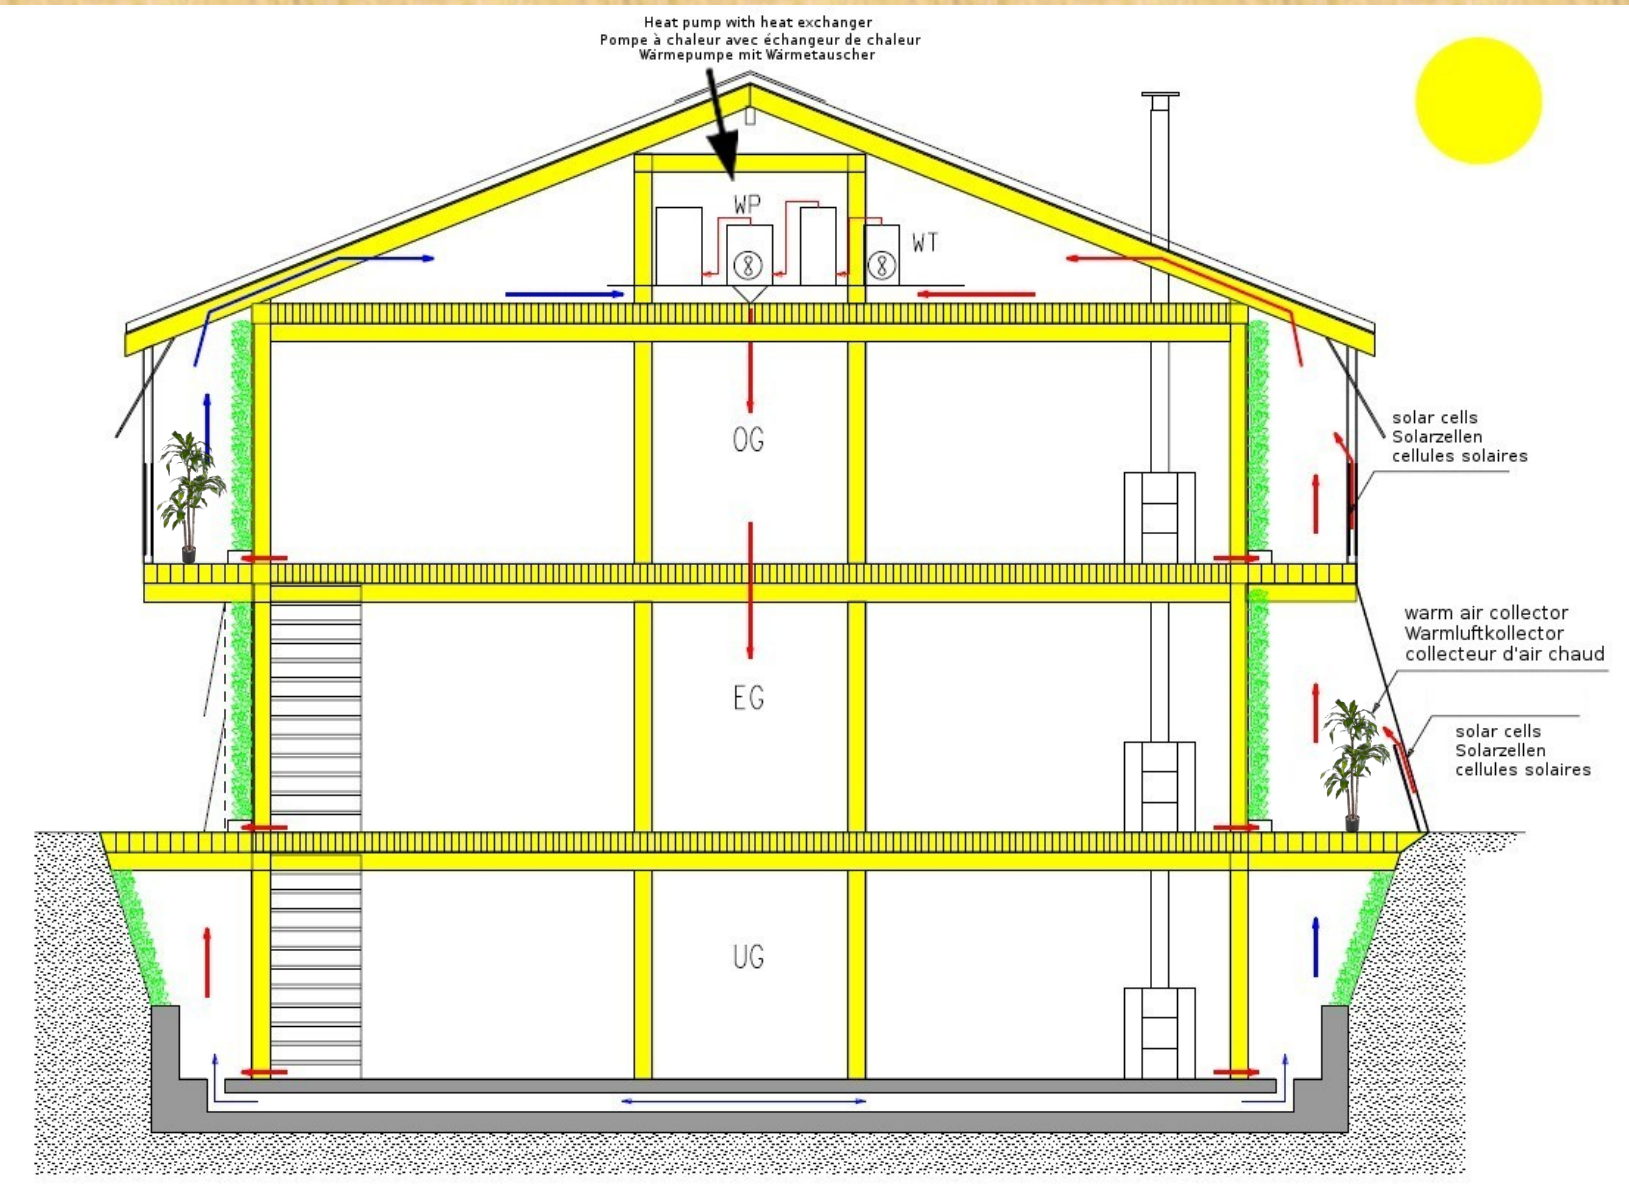 Heat pump with heat exchanger
Pompe à chaleur avec échangeur de chaleur
Wärmepumpe mit Wärmetauscher
WP
WT
OG
solar cells
Solarzellen
cellules solaires
warm air collector
Warmluftkollector
collecteur d'air chaud
EG
solar cells
Solarzellen
cellules solaires
UG